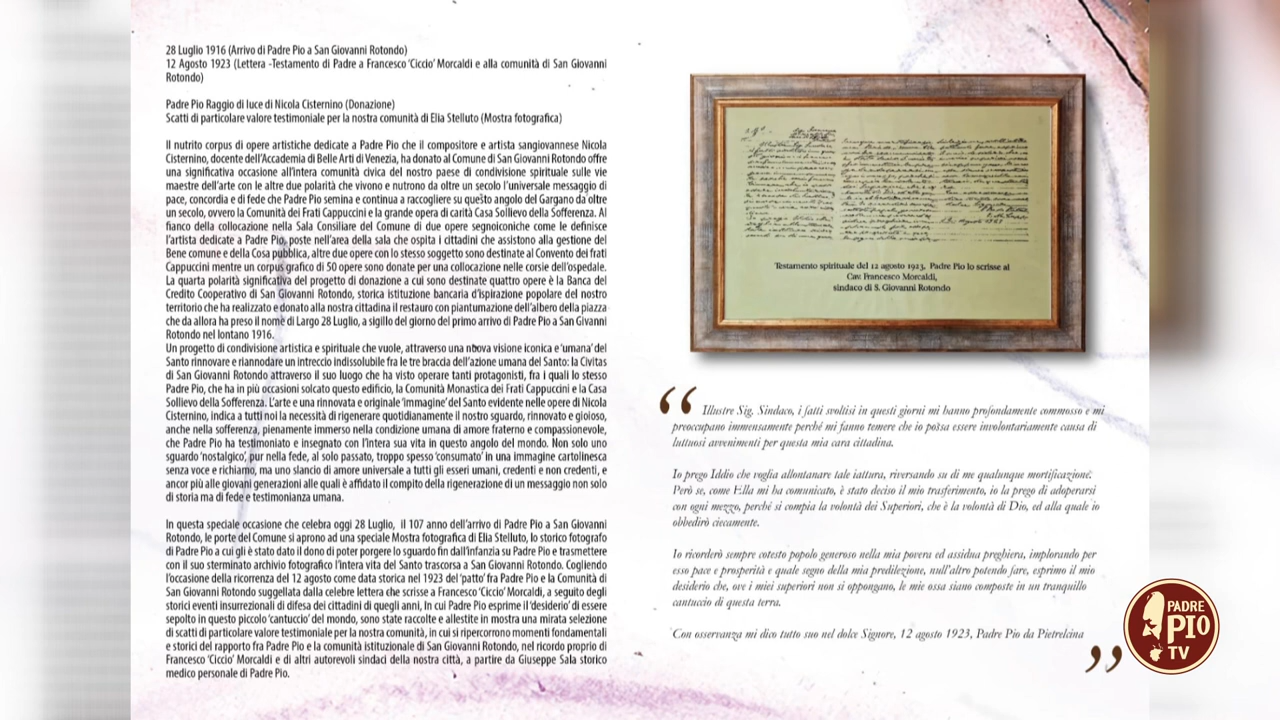 28 Luglio 1916 (Arrivo di Padre Pio a San Giovanni Rotondo)
12 Agosto 1923 (Lettera -Testamento di Padre a Francesco 'Ciccio' Morcaldi e alla comunità di San Giovanni
Rotondo)
Padre Pio Raggio di luce di Nicola Cisternino (Donazione)
Scatti di particolare valore testimoniale per la nostra comunità di Elia Stelluto (Mostra fotografica)
Il nutrito corpus di opere artistiche dedicate a Padre Pio che il compositore e artista sangiovannese Nicola
Cisternino, docente dell'Accademia di Belle Arti di Venezia, ha donato al Comune di San Giovanni Rotondo offre
una significativa occasione all'intera comunità civica del nostro paese di condivisione spirituale sulle vie
maestre dell'arte con le altre due polarità che vivono e nutrono da oltre un secolo l'universale messaggio di
pace, concordia e di fede che Padre Pio semina e continua a raccogliere su questo angolo del Gargano da oltre
un secolo, ovvero la Comunità dei Frati Cappuccini e la grande opera di carità Casa Sollievo della Sofferenza. Al
fianco della collocazione nella Sala Consiliare del Comune di due opere segnoiconiche come le definisce
l'artista dedicate a Padre Pio, poste nell'area della sala che ospita i cittadini che assistono alla gestione del
Bene comune e della Cosa pubblica, altre due opere con lo stesso soggetto sono destinate al Convento dei frati
Cappuccini mentre un corpus grafico di 50 opere sono donate per una collocazione nelle corsie dell'ospedale.
La quarta polarità significativa del progetto di donazione a cui sono destinate quattro opere è la Banca del
Credito Cooperativo di San Giovanni Rotondo, storica istituzione bancaria d'ispirazione popolare del nostro
territorio che ha realizzato e donato alla nostra cittadina il restauro con piantumazione dell'albero della piazza
che da allora ha preso il nome di Largo 28 Luglio, a sigillo del giorno del primo arrivo di Padre Pio a San Givanni
Rotondo nel lontano 1916.
Un progetto di condivisione artistica e spirituale che vuole, attraverso una nuova visione iconica e 'umana' del
Santo rinnovare e riannodare un intreccio indissolubile fra le tre braccia dell'azione umana del Santo: la Civitas
di San Giovanni Rotondo attraverso il suo luogo che ha visto operare tanti protagonisti, fra i quali lo stesso
Padre Pio, che ha in più occasioni solcato questo edificio, la Comunità Monastica dei Frati Cappuccini e la Casa
Sollievo della Sofferenza. L'arte e una rinnovata e originale 'immagine' del Santo evidente nelle opere di Nicola
Cisternino, indica a tutti noi la necessità di rigenerare quotidianamente il nostro sguardo, rinnovato e gioioso,
anche nella sofferenza, pienamente immerso nella condizione umana di amore fraterno e compassionevole,
che Padre Pio ha testimoniato e insegnato con l'intera sua vita in questo angolo del mondo. Non solo uno
sguardo 'nostalgico', pur nella fede, al solo passato, troppo spesso 'consumato' in una immagine cartolinesca
senza voce e richiamo, ma uno slancio di amore universale a tutti gli esseri umani, credenti e non credenti, e
ancor più alle giovani generazioni alle quali è affidato il compito della rigenerazione di un messaggio non solo
di storia ma di fede e testimonianza umana.
In questa speciale occasione che celebra oggi 28 Luglio, il 107 anno dell'arrivo di Padre Pio a San Giovanni
Rotondo, le porte del Comune si aprono ad una speciale Mostra fotografica di Elia Stelluto, lo storico fotografo
di Padre Pio a cui gli è stato dato il dono di poter porgere lo sguardo fin dall'infanzia su Padre Pio e trasmettere
con il suo sterminato archivio fotografico l'intera vita del Santo trascorsa a San Giovanni Rotondo. Cogliendo
l'occasione della ricorrenza del 12 agosto come data storica nel 1923 del 'patto' fra Padre Pio e la Comunità di
San Giovanni Rotondo suggellata dalla celebre lettera che scrisse a Francesco 'Ciccio' Morcaldi, a seguito degli
storici eventi insurrezionali di difesa dei cittadini di quegli anni, In cui Padre Pio esprime il 'desiderio' di essere
sepolto in questo piccolo 'cantuccio' del mondo, sono state raccolte e allestite in mostra una mirata selezione
di scatti di particolare valore testimoniale per la nostra comunità, in cui si ripercorrono momenti fondamentali
e storici del rapporto fra Padre Pio e la comunità istituzionale di San Giovanni Rotondo, nel ricordo proprio di
Francesco 'Ciccio' Morcaldi e di altri autorevoli sindaci della nostra città, a partire da Giuseppe Sala storico
medico personale di Padre Pio.
Testamento spirituale del 12 agosto 1923, Padre Pio lo scrisse al
Cav. Francesco Morcaldi,
sindaco di S. Giovanni Rotondo
“ Illustre Sig. Sindaco, i fatti svoltisi in questi giorni mi hanno profondamente commosso e mi
preoccupano immensamente perché mi fanno temere che io possa essere involontariamente causa di
luttuosi avvenimenti per questa mia cara cittadina.
Io prego Iddio che voglia allontanare tale iattura, riversando su di me qualunque mortificazione.
Però se, come Ella mi ha comunicato, è stato deciso il mio trasferimento, io la prego di adoperarsi
con ogni mezzo, perché si compia la volontà dei Superiori, che è la volontà di Dio, ed alla quale io
obbedirò ciecamente.
Io ricorderò sempre cotesto popolo generoso nella mia povera ed assidua preghiera, implorando per
esso pace e prosperità e quale segno della mia predilezione, null'altro potendo fare, esprimo il mio
desiderio che, ove i miei superiori non si oppongano, le mie ossa siano composte in un tranquillo
cantuccio di questa terra.
Con osservanza mi dico tutto suo nel dolce Signore, 12 agosto 1923, Padre Pio da Pietrelcina
”
PADRE
PIO
TV